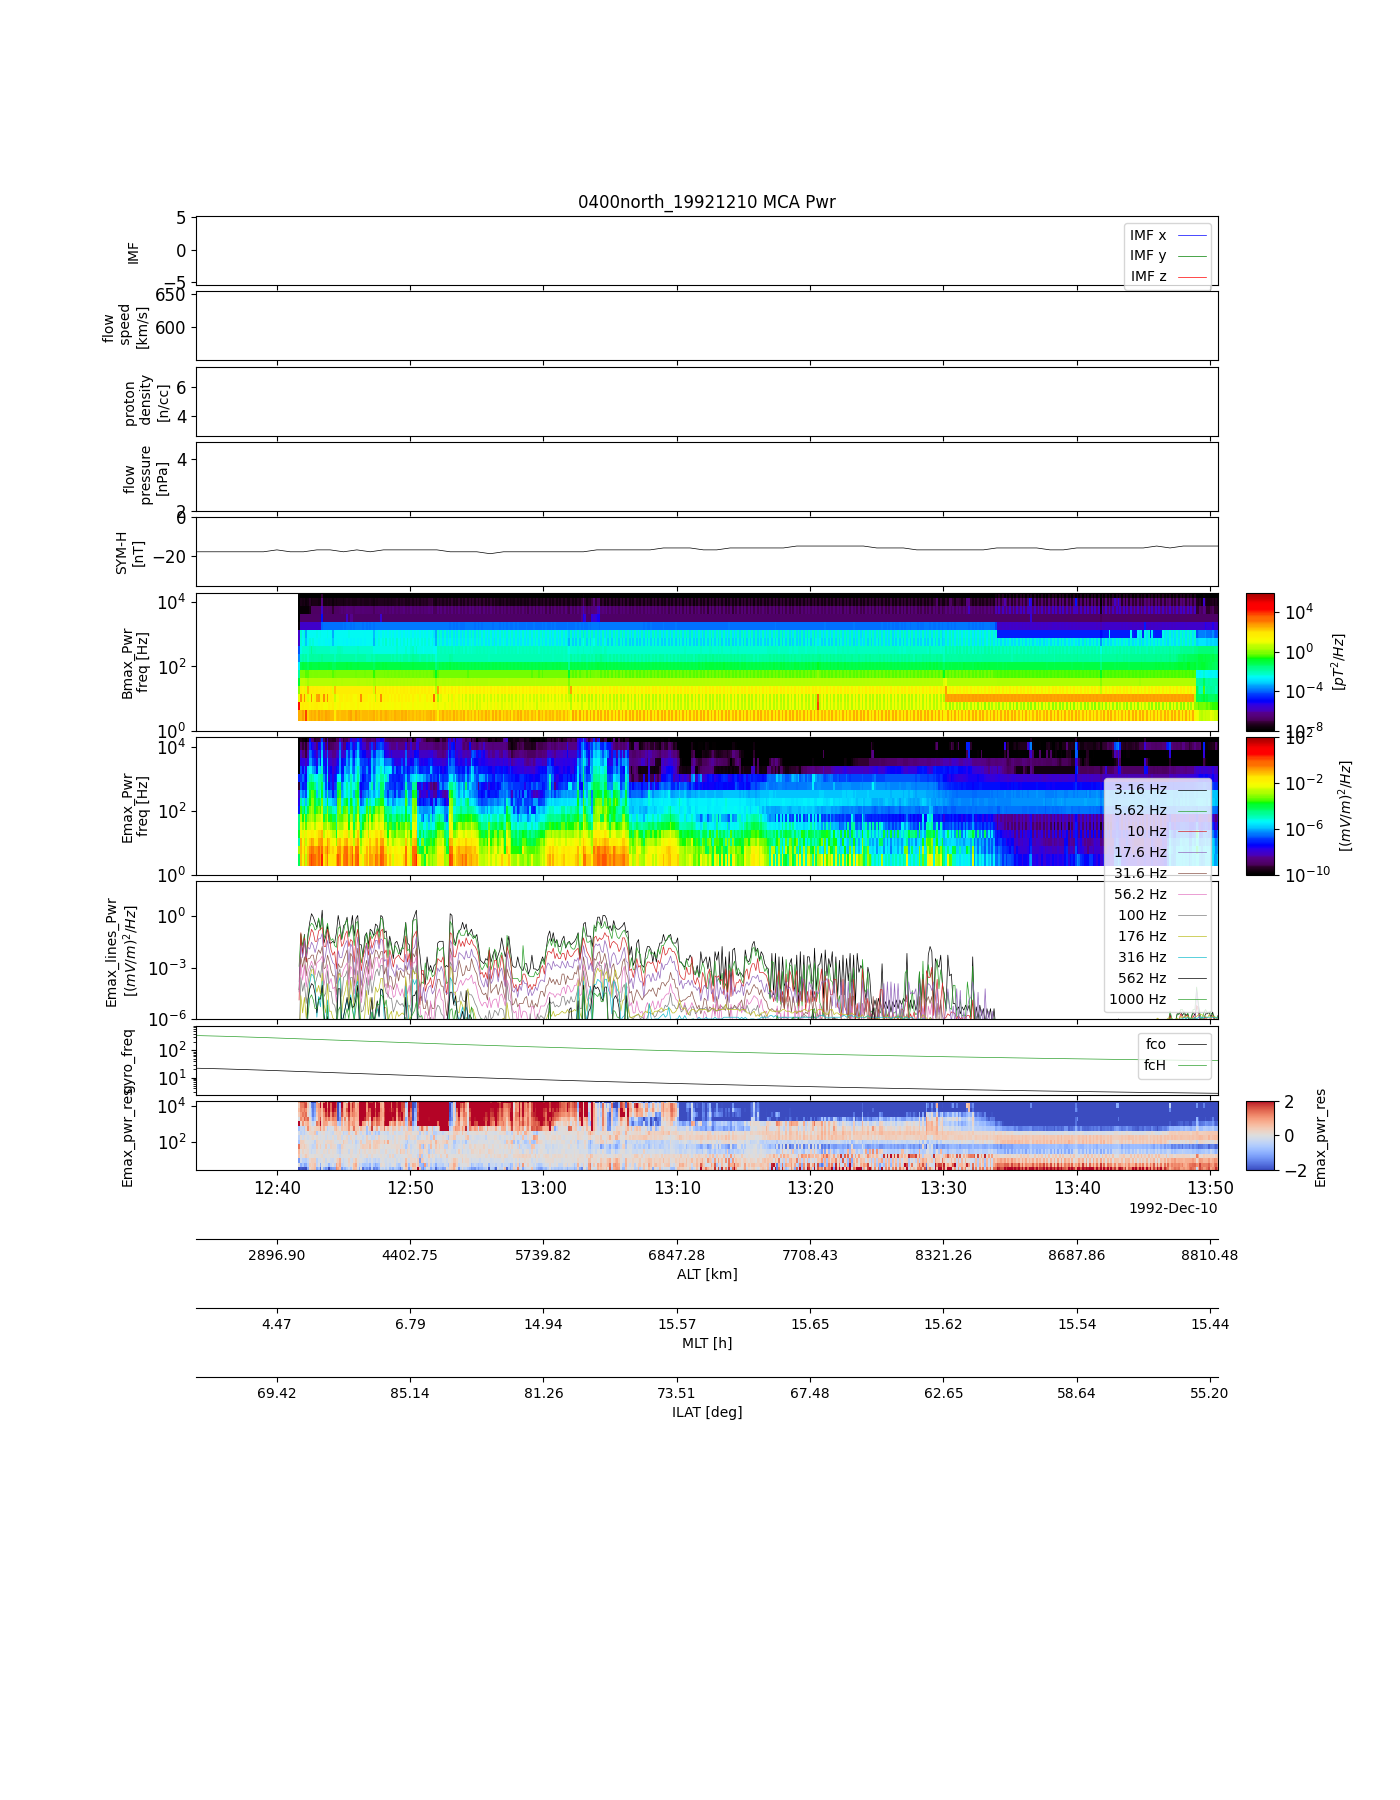 0400north_19921210 MCA Pwr
5
0
−5
IMF
IMF x
IMF y
IMF z
650
600
flow
speed
[km/s]
6
4
proton
density
[n/cc]
4
2
flow
pressure
[nPa]
0
−20
SYM-H
[nT]
10^4
10^2
10^0
Bmax_Pwr
freq [Hz]
10^4
10^0
10^−4
10^−8
[pT^2/Hz]
10^4
10^2
10^0
Emax_Pwr
freq [Hz]
10^2
10^−2
10^−6
10^−10
[(mV/m)^2/Hz]
3.16 Hz
5.62 Hz
10 Hz
17.6 Hz
31.6 Hz
56.2 Hz
100 Hz
176 Hz
316 Hz
562 Hz
1000 Hz
10^0
10^−3
10^−6
Emax_lines_Pwr
[(mV/m)^2/Hz]
10^2
10^1
gyro_freq
fco
fcH
10^4
10^2
Emax_pwr_res
2
0
−2
Emax_pwr_res
12:40 12:50 13:00 13:10 13:20 13:30 13:40 13:50
1992-Dec-10
2896.90 4402.75 5739.82 6847.28 7708.43 8321.26 8687.86 8810.48
ALT [km]
4.47 6.79 14.94 15.57 15.65 15.62 15.54 15.44
MLT [h]
69.42 85.14 81.26 73.51 67.48 62.65 58.64 55.20
ILAT [deg]